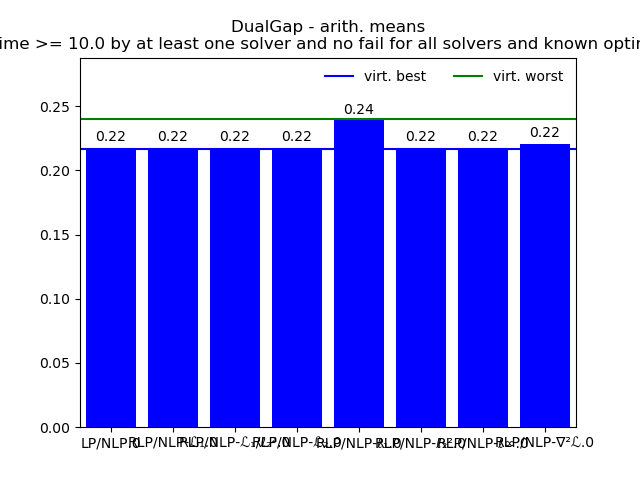 DualGap - arith. means
ime >= 10.0 by at least one solver and no fail for all solvers and known opti
virt. best virt. worst
0.25
0.24
0.22 0.22 0.22 0.22 0.22 0.22 0.22
0.20
0.15
0.10
0.05
0.00
LP/NLP.0